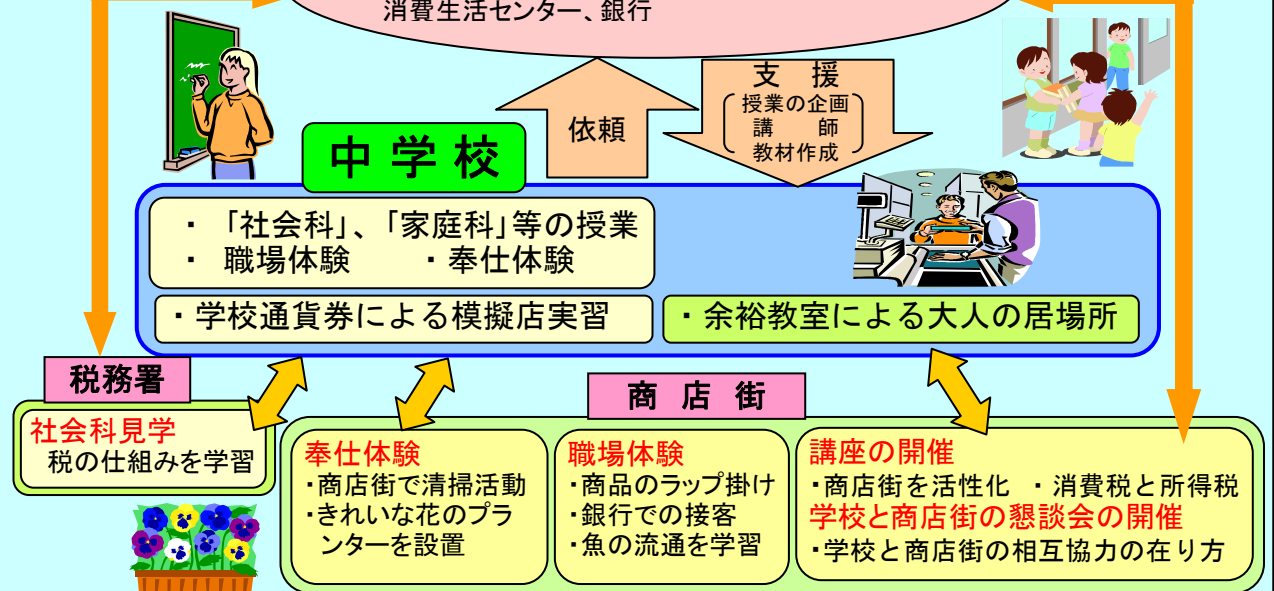 消費生活センター、銀行
支　援
授業の企画
講　　師
教材作成
依頼
中学校
・ 「社会科」、「家庭科」等の授業
・ 職場体験　　・奉仕体験
・学校通貨券による模擬店実習
・余裕教室による大人の居場所
税務署
商店街
社会科見学
税の仕組みを学習
奉仕体験
・商店街で清掃活動
・きれいな花のプラ
ンターを設置
職場体験
・商品のラップ掛け
・銀行での接客
・魚の流通を学習
講座の開催
・商店街を活性化　・消費税と所得税
学校と商店街の懇談会の開催
・学校と商店街の相互協力の在り方